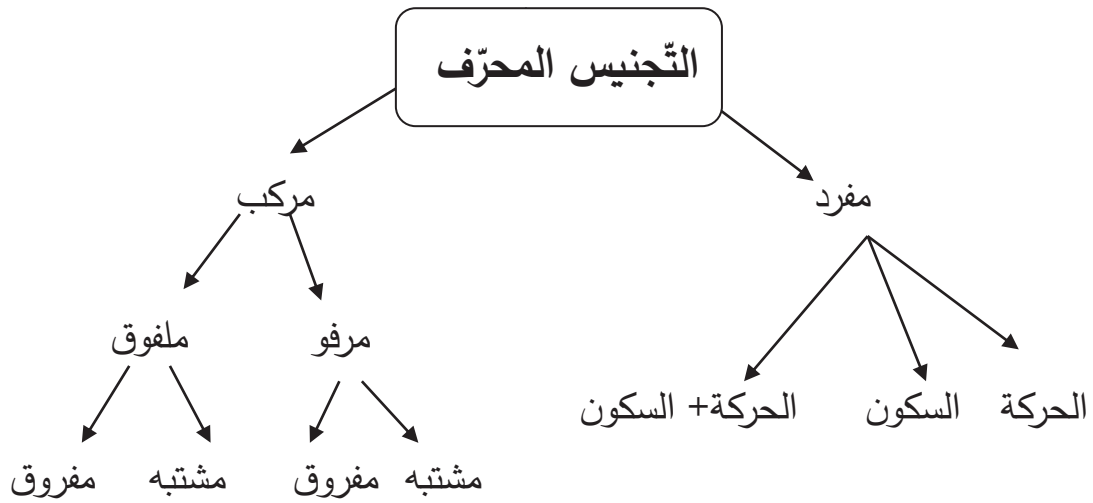 التّجنيس المحرّف
مفرد
مركب
مرفو
ملفوق
الحركة
السكون
الحركة+ السكون
مشتبه
مفروق
مشتبه
مفروق